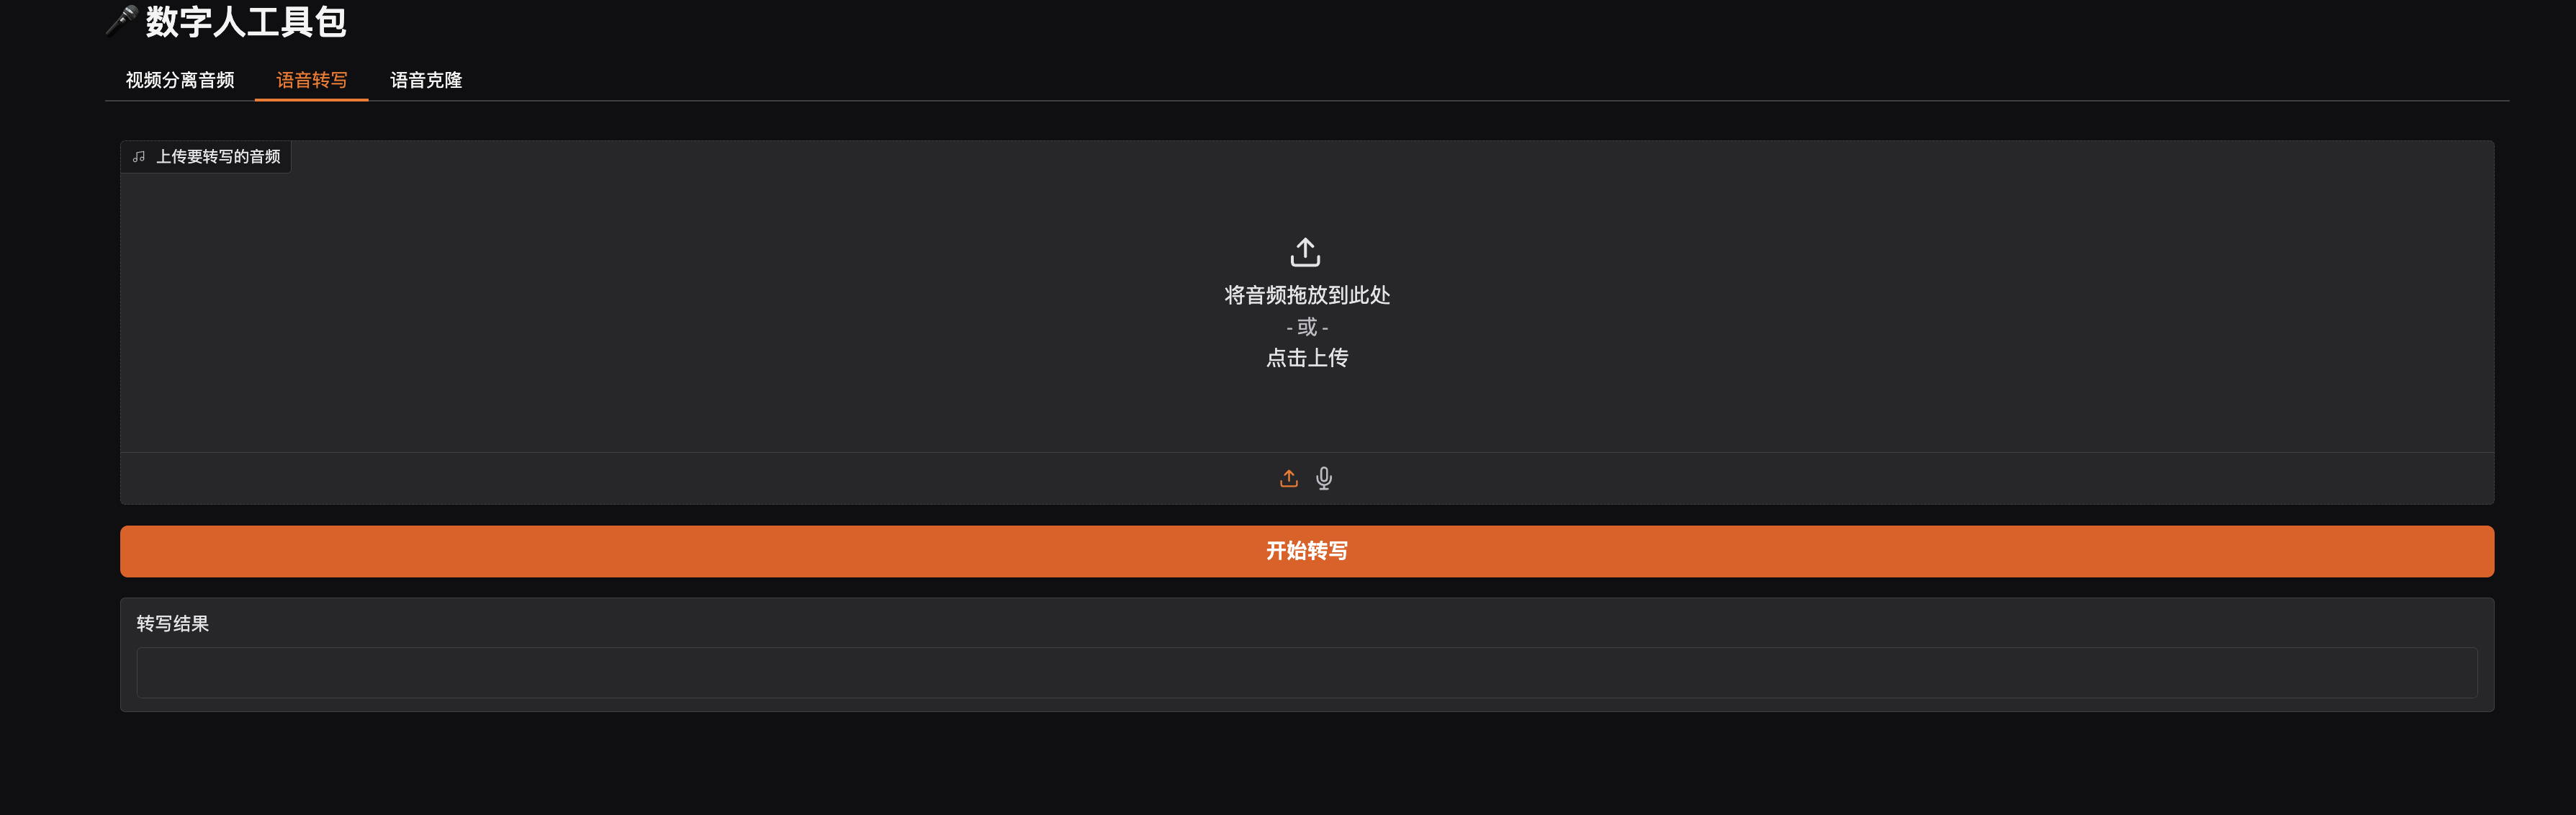 数字人工具包
视频分离音频 语音转写 语音克隆
上传要转写的音频
将音频拖放到此处
- 或 -
点击上传
开始转写
转写结果